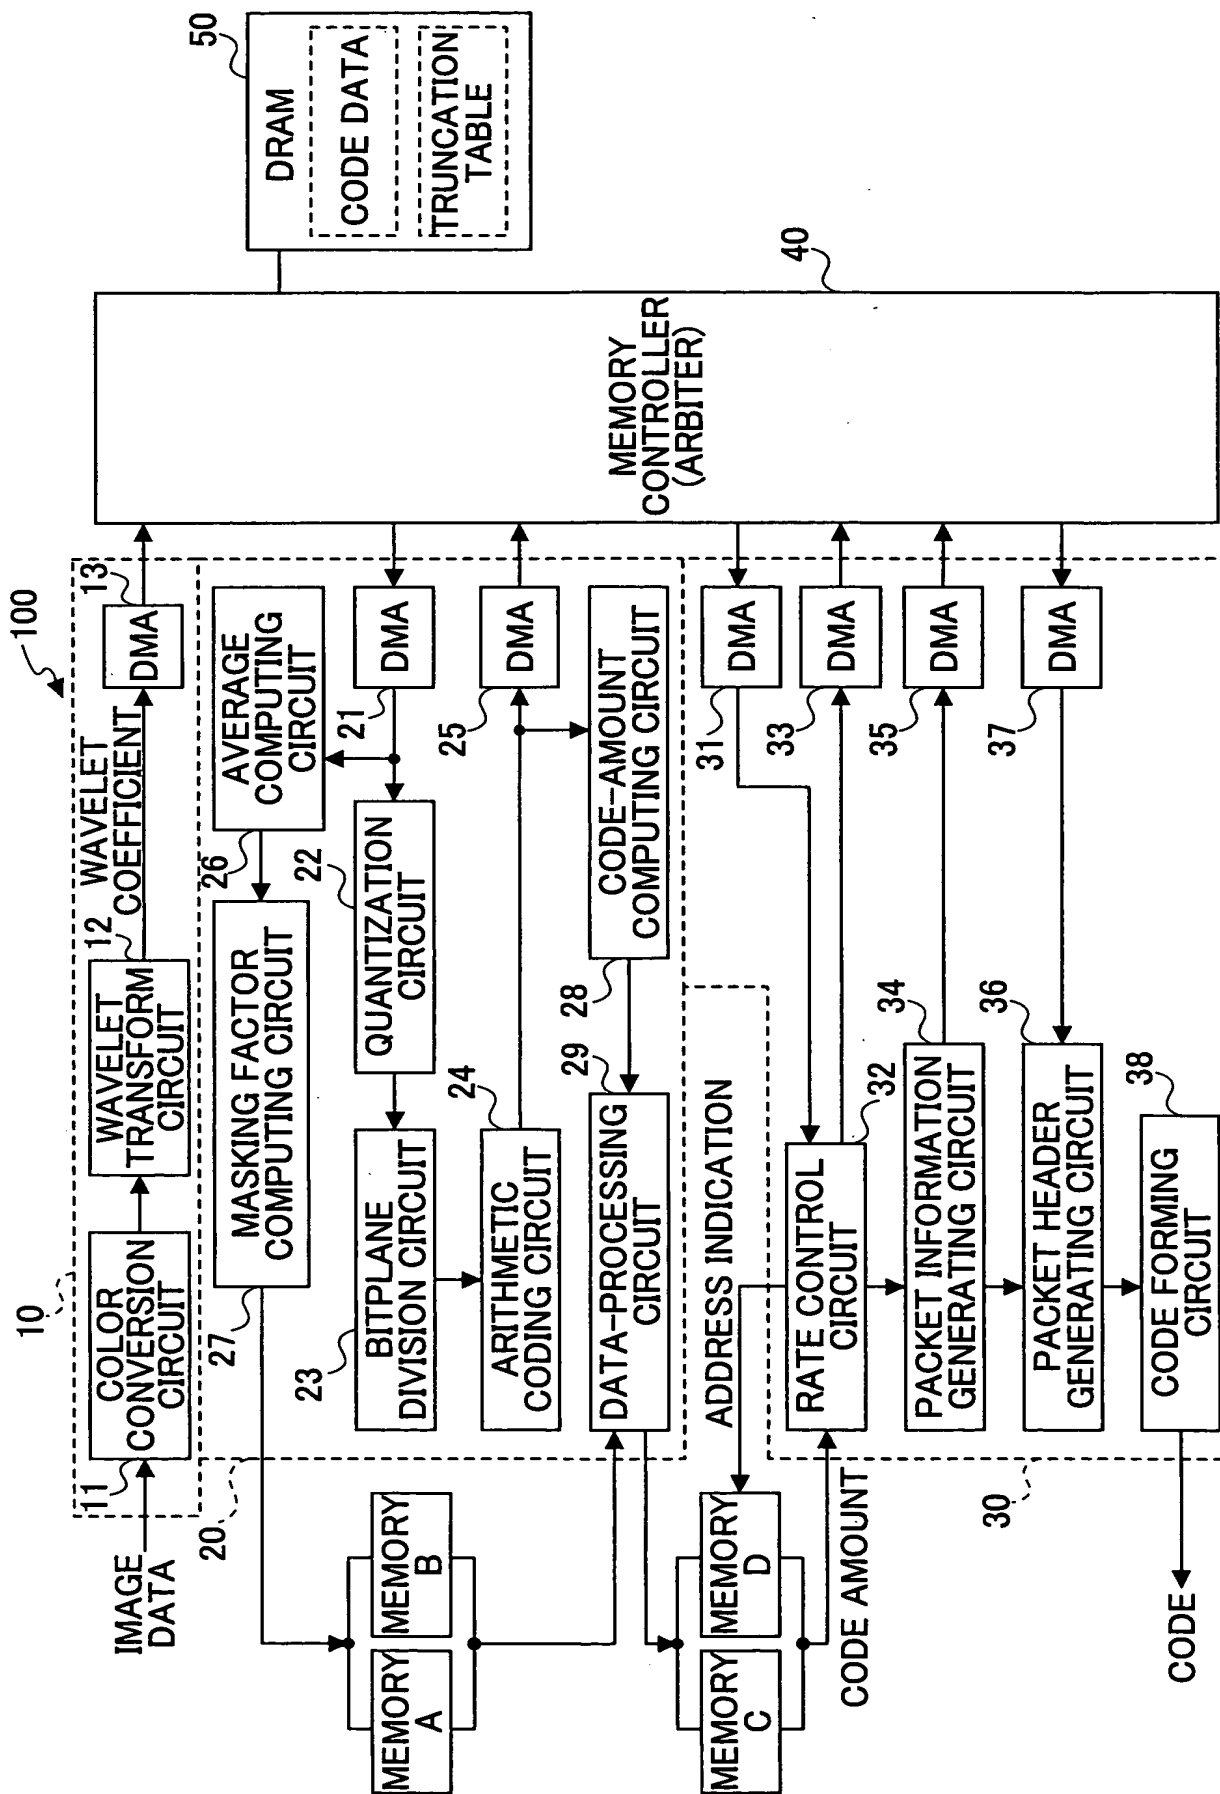 100
10
IMAGE
DATA
11
COLOR
CONVERSION
CIRCUIT
12
WAVELET
TRANSFORM
CIRCUIT
WAVELET
COEFFICIENT
13
DMA
20
27
MASKING FACTOR
COMPUTING CIRCUIT
26
AVERAGE
COMPUTING
CIRCUIT
21
DMA
22
QUANTIZATION
CIRCUIT
23
BITPLANE
DIVISION CIRCUIT
24
ARITHMETIC
CODING CIRCUIT
25
DMA
28
CODE-AMOUNT
COMPUTING CIRCUIT
29
DATA-PROCESSING
CIRCUIT
MEMORY
A
MEMORY
B
MEMORY
C
MEMORY
D
ADDRESS INDICATION
CODE AMOUNT
30
31
DMA
32
RATE CONTROL
CIRCUIT
33
DMA
34
PACKET INFORMATION
GENERATING CIRCUIT
35
DMA
36
PACKET HEADER
GENERATING CIRCUIT
37
DMA
38
CODE FORMING
CIRCUIT
CODE
MEMORY
CONTROLLER
(ARBITER)
40
50
DRAM
CODE DATA
TRUNCATION
TABLE